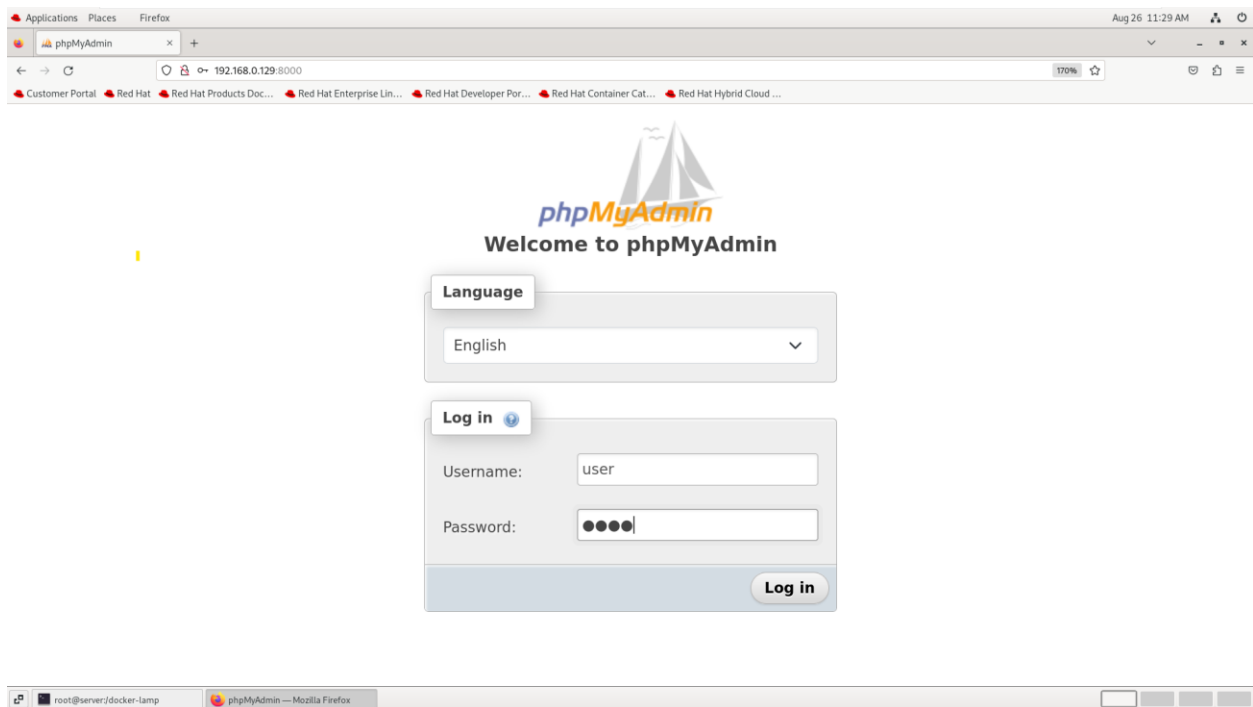 Applications Places Firefox Aug 26 11:29 AM
phpMyAdmin × +
192.168.0.129:8000 170%
Customer Portal Red Hat Red Hat Products Doc... Red Hat Enterprise Lin... Red Hat Developer Por... Red Hat Container Cat... Red Hat Hybrid Cloud ...
phpMyAdmin
Welcome to phpMyAdmin
Language
English
Log in
Username: user
Password: ●●●●
Log in
root@server:/docker-lamp phpMyAdmin — Mozilla Firefox